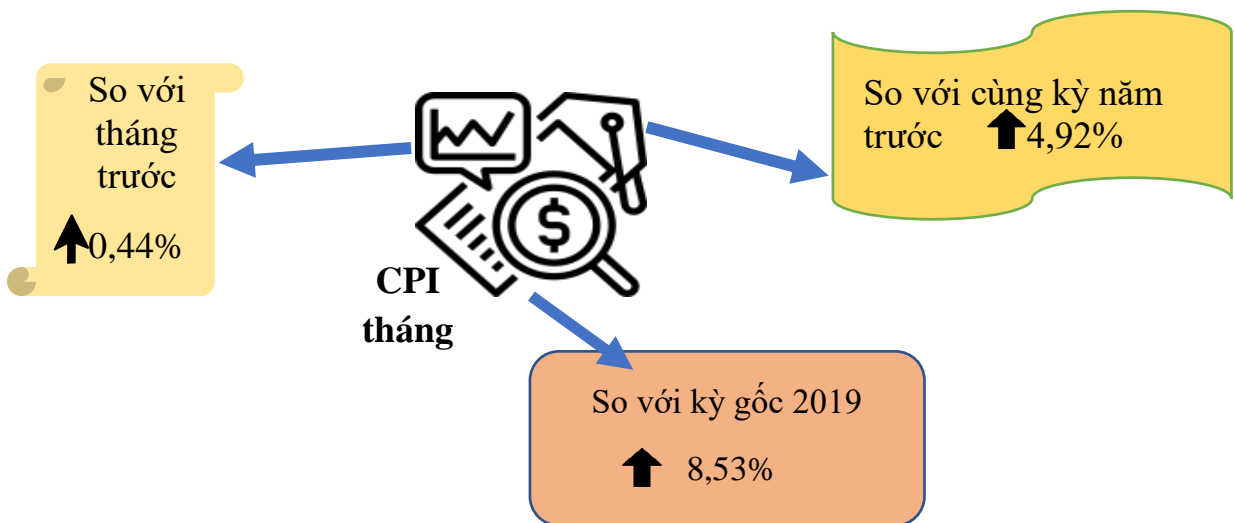 So với
tháng
trước
0,44%
So với cùng kỳ năm
trước 4,92%
$
CPI
tháng
So với kỳ gốc 2019
8,53%